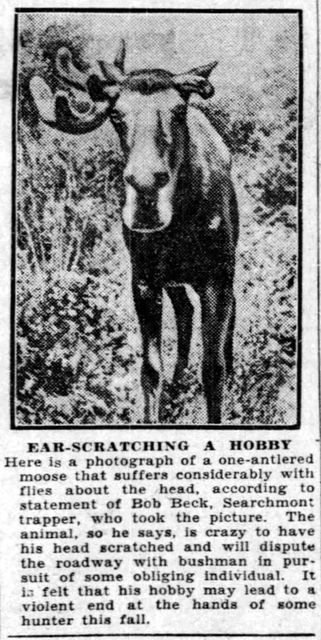 EAR-SCRATCHING A HOBBY
Here is a photograph of a one-antlered
moose that suffers considerably with
flies about the head, according to
statement of Bob Beck, Searchmont
trapper, who took the picture. The
animal, so he says, is crazy to have
his head scratched and will dispute
the roadway with bushman in pur-
suit of some obliging individual. It
is felt that his hobby may lead to a
violent end at the hands of some
hunter this fall.